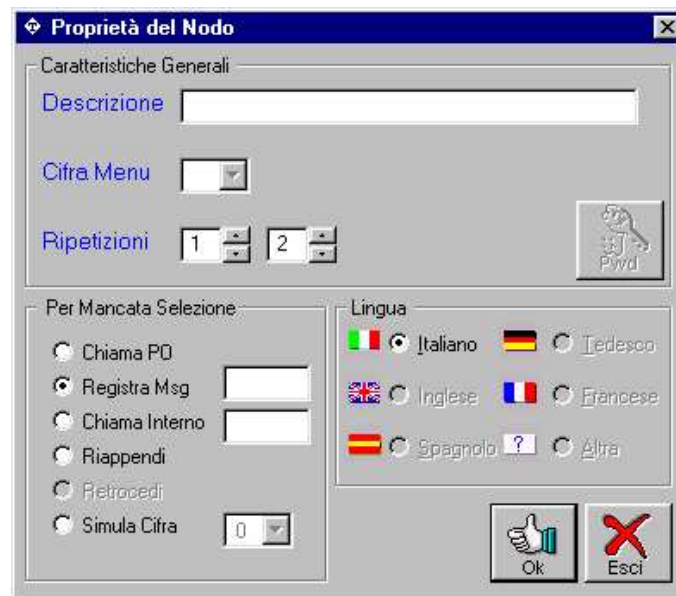 Proprietà del Nodo
Caratteristiche Generali
Descrizione
Cifra Menu
Ripetizioni 1 2
Pwd
Per Mancata Selezione
Chiama PO
Registra Msg
Chiama Interno
Riappendi
Retrocedi
Simula Cifra 0
Lingua
Italiano Tedesco
Inglese Francese
Spagnolo ? Altra
Ok Esci